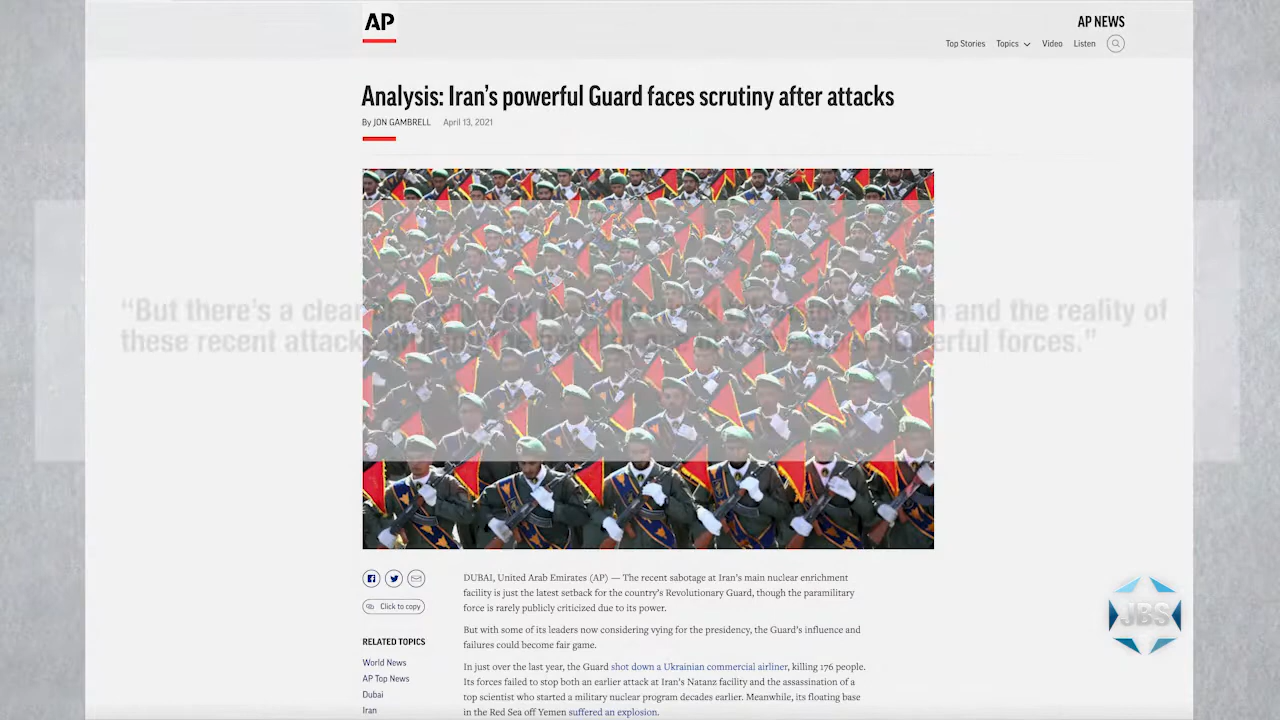 AP
AP NEWS
Top Stories Topics Video Listen
Analysis: Iran's powerful Guard faces scrutiny after attacks
By JON GAMBRELL April 13, 2021
“But there’s a clear and the reality of
these recent attacks forces.”
Click to copy
RELATED TOPICS
World News
AP Top News
Dubai
Iran
DUBAI, United Arab Emirates (AP) — The recent sabotage at Iran's main nuclear enrichment
facility is just the latest setback for the country's Revolutionary Guard, though the paramilitary
force is rarely publicly criticized due to its power.
But with some of its leaders now considering vying for the presidency, the Guard's influence and
failures could become fair game.
In just over the last year, the Guard shot down a Ukrainian commercial airliner, killing 176 people.
Its forces failed to stop both an earlier attack at Iran's Natanz facility and the assassination of a
top scientist who started a military nuclear program decades earlier. Meanwhile, its floating base
in the Red Sea off Yemen suffered an explosion.
JBS